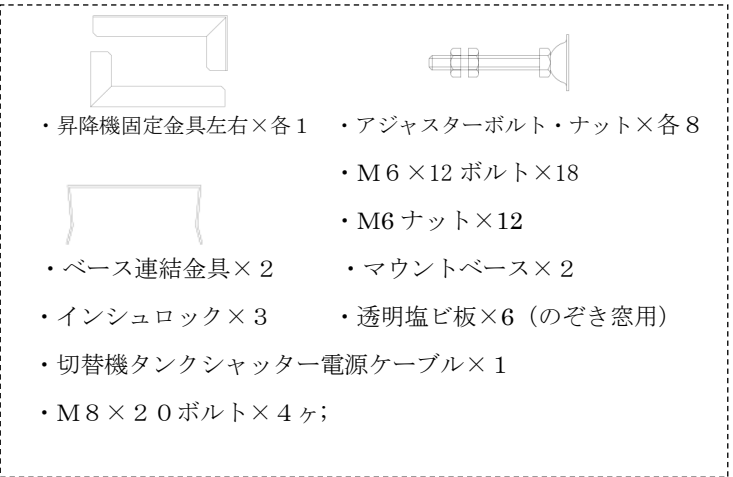 ・昇降機固定金具左右×各１　・アジャスターボルト・ナット×各８
・Ｍ６×12 ボルト×18
・M6 ナット×12
・ベース連結金具×２　・マウントベース×２
・インシュロック×３　・透明塩ビ板×6（のぞき窓用）
・切替機タンクシャッター電源ケーブル×１
・Ｍ８×２０ボルト×４ヶ;